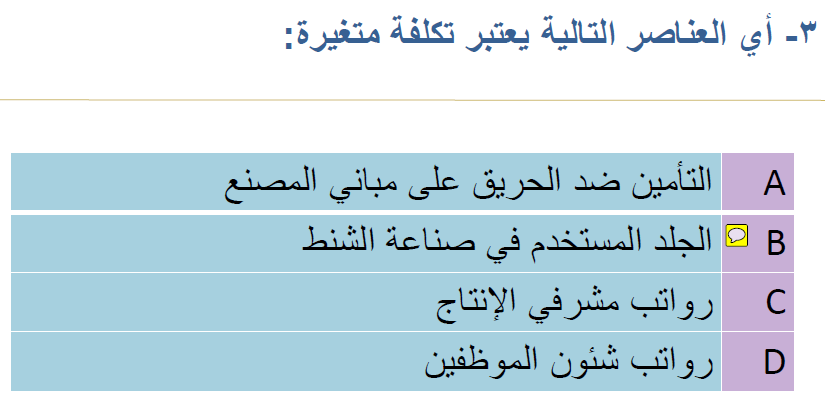 ٣- أي العناصر التالية يعتبر تكلفة متغيرة:
A التأمين ضد الحريق على مباني المصنع
B الجلد المستخدم في صناعة الشنط
C رواتب مشرفي الإنتاج
D رواتب شئون الموظفين